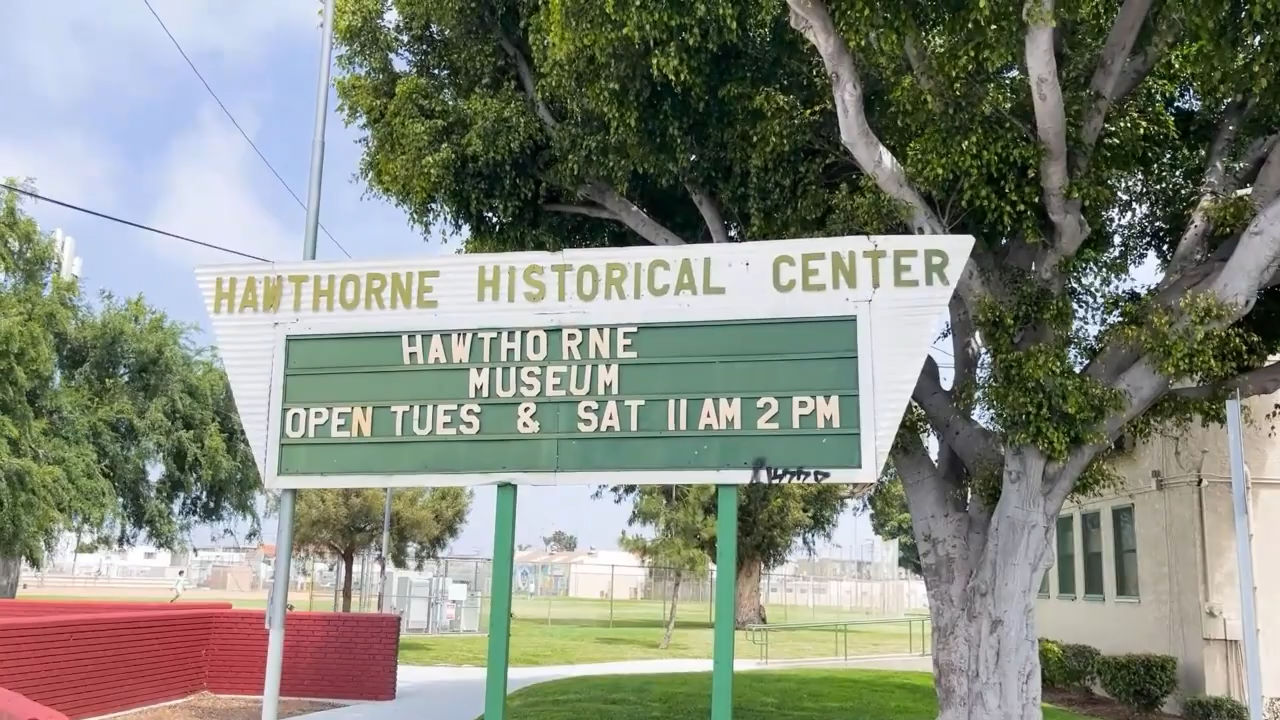 HAWTHORNE HISTORICAL CENTER
HAWTHORNE
MUSEUM
OPEN TUES & SAT 11 AM 2 PM